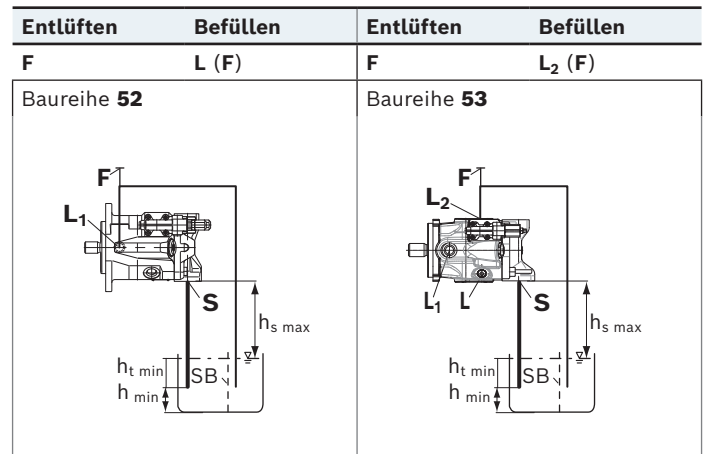 Entlüften Befüllen Entlüften Befüllen
F L (F) F L₂ (F)
Baureihe 52 Baureihe 53
F
L₁
S
hₛ ₘₐₓ
hₜ ₘᵢₙ
SB
h ₘᵢₙ
F
L₂
L₁ L S
hₛ ₘₐₓ
hₜ ₘᵢₙ
SB
h ₘᵢₙ